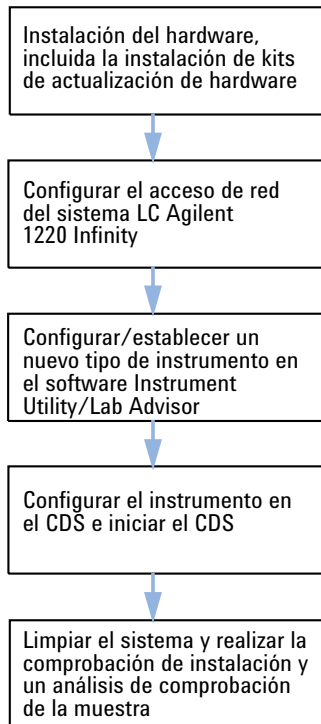 Instalación del hardware,
incluida la instalación de kits
de actualización de hardware
Configurar el acceso de red
del sistema LC Agilent
1220 Infinity
Configurar/establecer un
nuevo tipo de instrumento en
el software Instrument
Utility/Lab Advisor
Configurar el instrumento en
el CDS e iniciar el CDS
Limpiar el sistema y realizar la
comprobación de instalación y
un análisis de comprobación
de la muestra